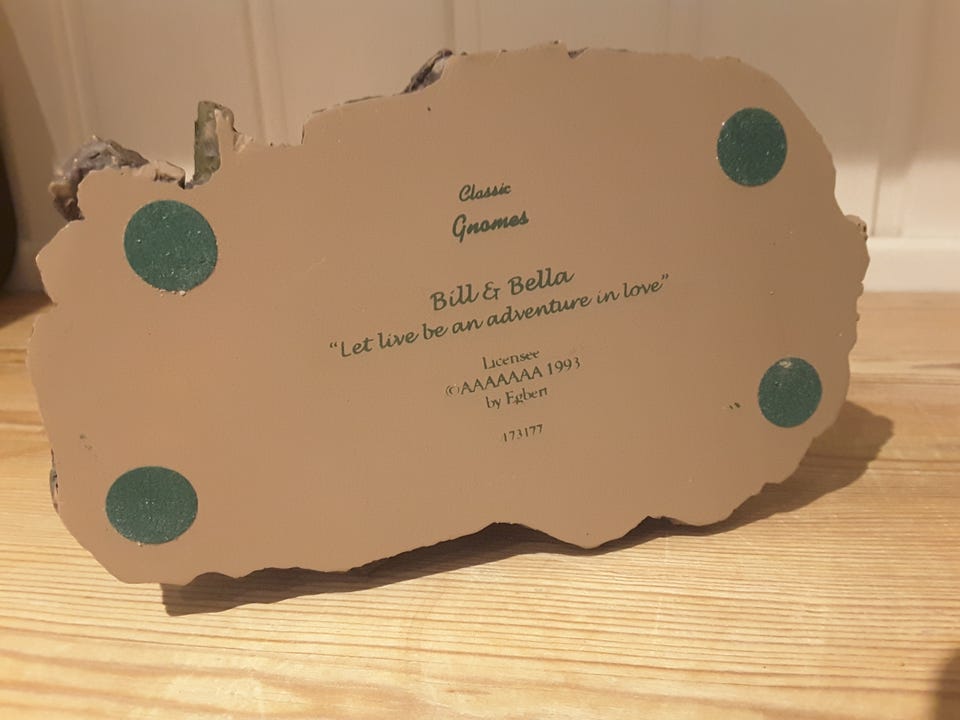 Classic
Gnomes
Bill & Bella
“Let live be an adventure in love”
Licensee
©AAAAAAA 1993
by Egbert
173177